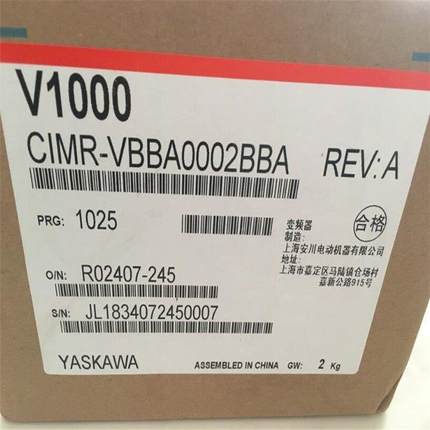 V1000
CIMR-VBBA0002BBA REV:A
PRG: 1025
变频器
制造:
上海安川电动机器有限公司
地址:
上海市嘉定区马陆镇仓场村
嘉新公路915号
合格
O/N: R02407-245
S/N: JL1834072450007
YASKAWA ASSEMBLED IN CHINA GW: 2 Kg